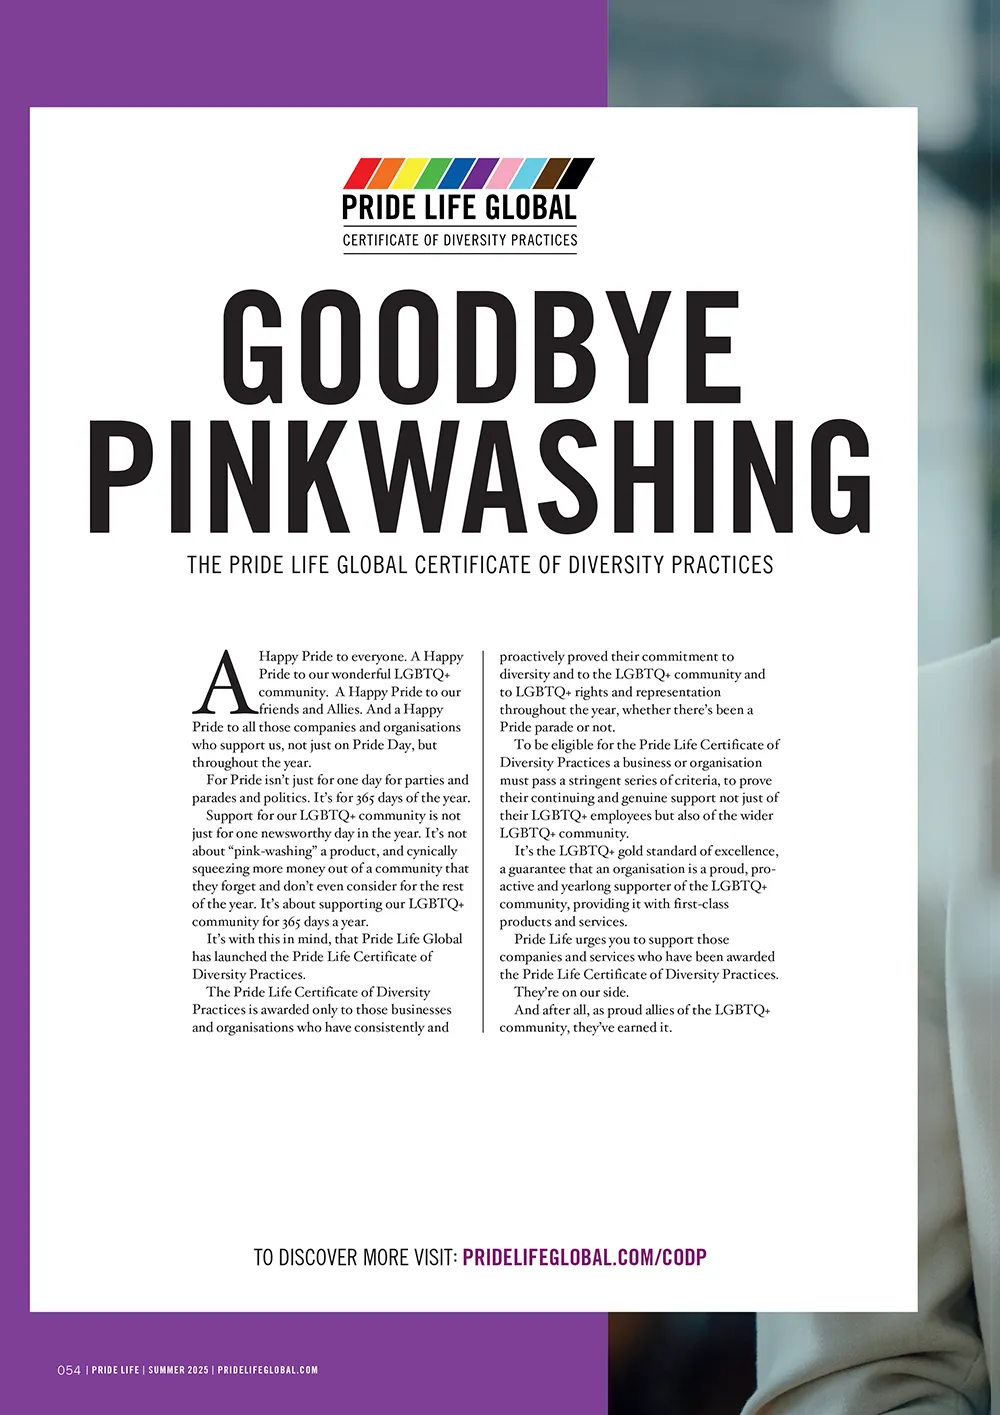 PRIDE LIFE GLOBAL
CERTIFICATE OF DIVERSITY PRACTICES
GOODBYE
PINKWASHING
THE PRIDE LIFE GLOBAL CERTIFICATE OF DIVERSITY PRACTICES
A Happy Pride to everyone. A Happy
Pride to our wonderful LGBTQ+
community.  A Happy Pride to our
friends and Allies. And a Happy
Pride to all those companies and organisations
who support us, not just on Pride Day, but
throughout the year.
For Pride isn't just for one day for parties and
parades and politics. It's for 365 days of the year.
Support for our LGBTQ+ community is not
just for one newsworthy day in the year. It's not
about “pink-washing” a product, and cynically
squeezing more money out of a community that
they forget and don't even consider for the rest
of the year. It's about supporting our LGBTQ+
community for 365 days a year.
It's with this in mind, that Pride Life Global
has launched the Pride Life Certificate of
Diversity Practices.
The Pride Life Certificate of Diversity
Practices is awarded only to those businesses
and organisations who have consistently and
proactively proved their commitment to
diversity and to the LGBTQ+ community and
to LGBTQ+ rights and representation
throughout the year, whether there's been a
Pride parade or not.
To be eligible for the Pride Life Certificate of
Diversity Practices a business or organisation
must pass a stringent series of criteria, to prove
their continuing and genuine support not just of
their LGBTQ+ employees but also of the wider
LGBTQ+ community.
It's the LGBTQ+ gold standard of excellence,
a guarantee that an organisation is a proud, pro-
active and yearlong supporter of the LGBTQ+
community, providing it with first-class
products and services.
Pride Life urges you to support those
companies and services who have been awarded
the Pride Life Certificate of Diversity Practices.
They're on our side.
And after all, as proud allies of the LGBTQ+
community, they've earned it.
TO DISCOVER MORE VISIT: PRIDELIFEGLOBAL.COM/CODP
054 | PRIDE LIFE | SUMMER 2025 | PRIDELIFEGLOBAL.COM